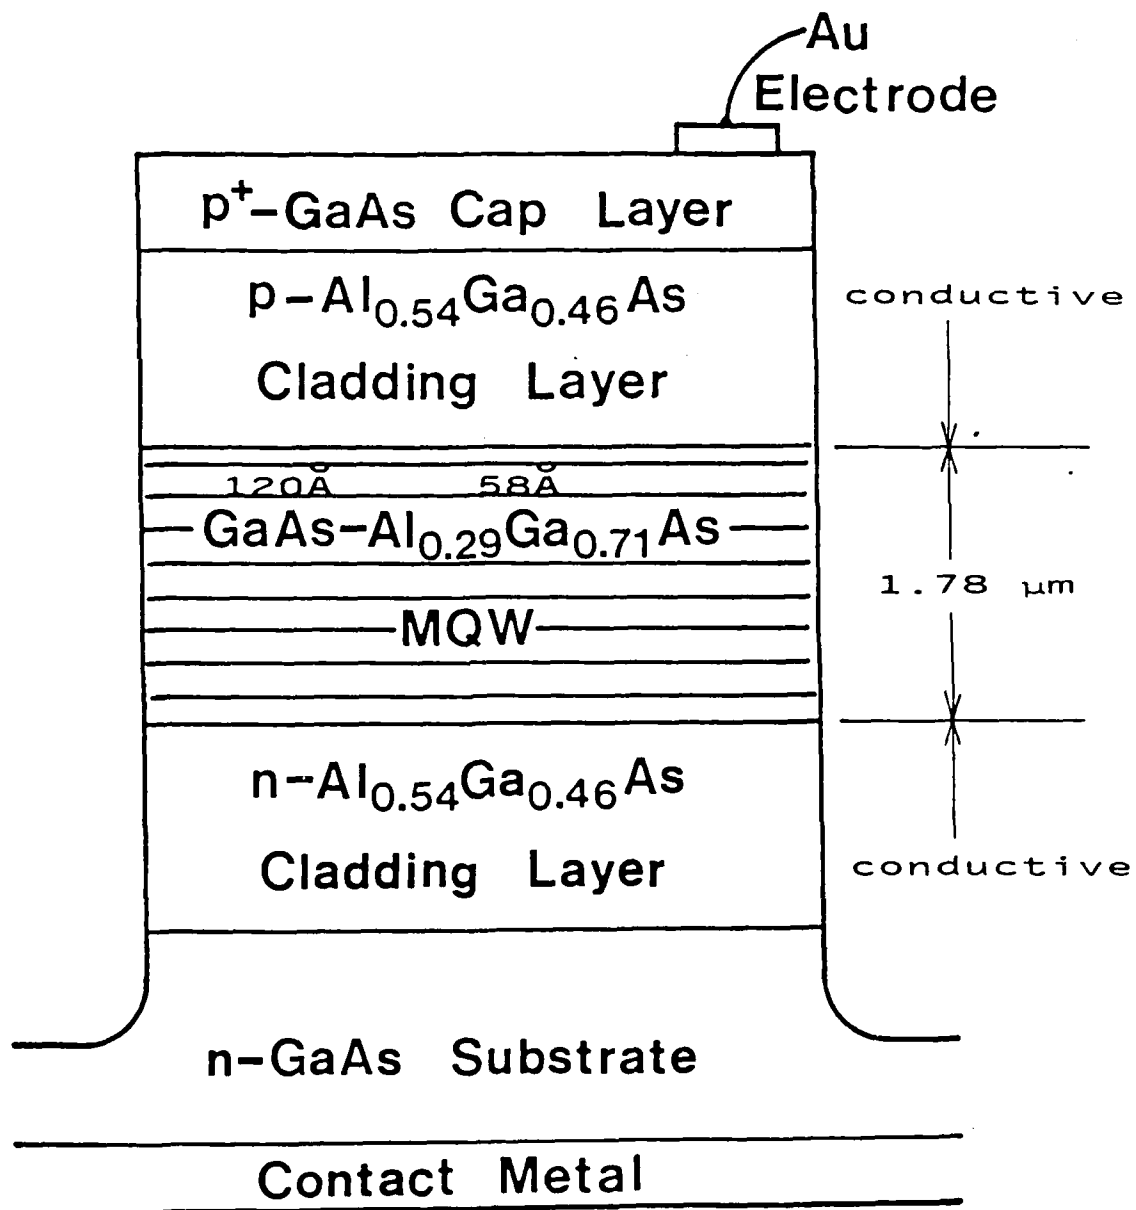 Au
Electrode
p⁺-GaAs Cap Layer
p-Al₀.₅₄Ga₀.₄₆As
conductive
Cladding Layer
120Å 58Å
GaAs-Al₀.₂₉Ga₀.₇₁As
1.78 μm
MQW
n-Al₀.₅₄Ga₀.₄₆As
Cladding Layer
conductive
n-GaAs Substrate
Contact Metal